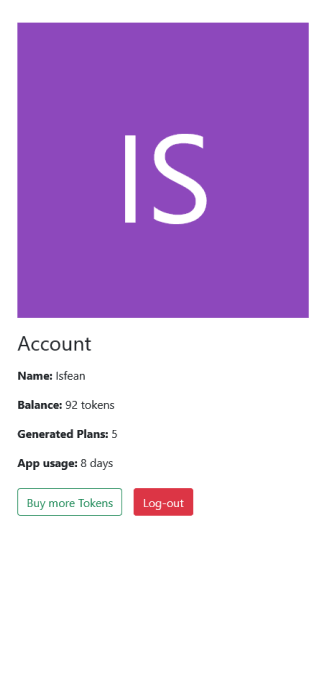 IS
Account
Name: Isfean
Balance: 92 tokens
Generated Plans: 5
App usage: 8 days
Buy more Tokens Log-out